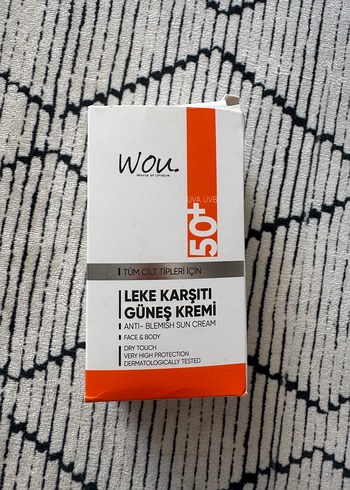 Wou.
World of Unique
UVA UVB
50+
TÜM CİLT TİPLERİ İÇİN
LEKE KARŞITI
GÜNEŞ KREMİ
ANTI- BLEMISH SUN CREAM
FACE & BODY
DRY TOUCH
VERY HIGH PROTECTION
DERMATOLOGICALLY TESTED